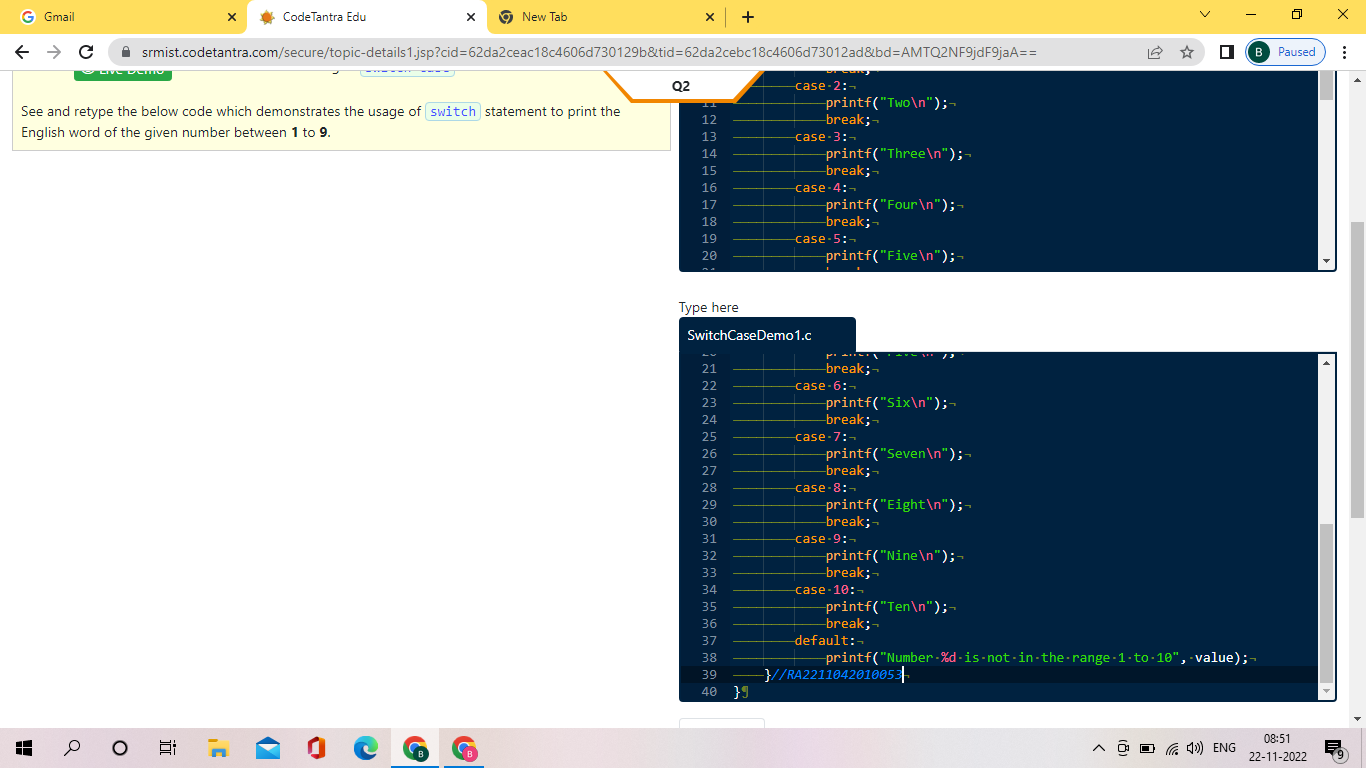 Gmail
CodeTantra Edu
New Tab
srmist.codetantra.com/secure/topic-details1.jsp?cid=62da2ceac18c4606d730129b&tid=62da2cebc18c4606d73012ad&bd=AMTQ2NF9jdF9jaA==
B Paused
Live Demo
switch-case
See and retype the below code which demonstrates the usage of switch statement to print the
English word of the given number between 1 to 9.
Q2
break;
case 2:
11 printf("Two\n");
12 break;
13 case 3:
14 printf("Three\n");
15 break;
16 case 4:
17 printf("Four\n");
18 break;
19 case 5:
20 printf("Five\n");
Type here
SwitchCaseDemo1.c
20 printf("Five\n");
21 break;
22 case 6:
23 printf("Six\n");
24 break;
25 case 7:
26 printf("Seven\n");
27 break;
28 case 8:
29 printf("Eight\n");
30 break;
31 case 9:
32 printf("Nine\n");
33 break;
34 case 10:
35 printf("Ten\n");
36 break;
37 default:
38 printf("Number %d is not in the range 1 to 10", value);
39 }//RA2211042010053
40 }
ENG
08:51
22-11-2022
9